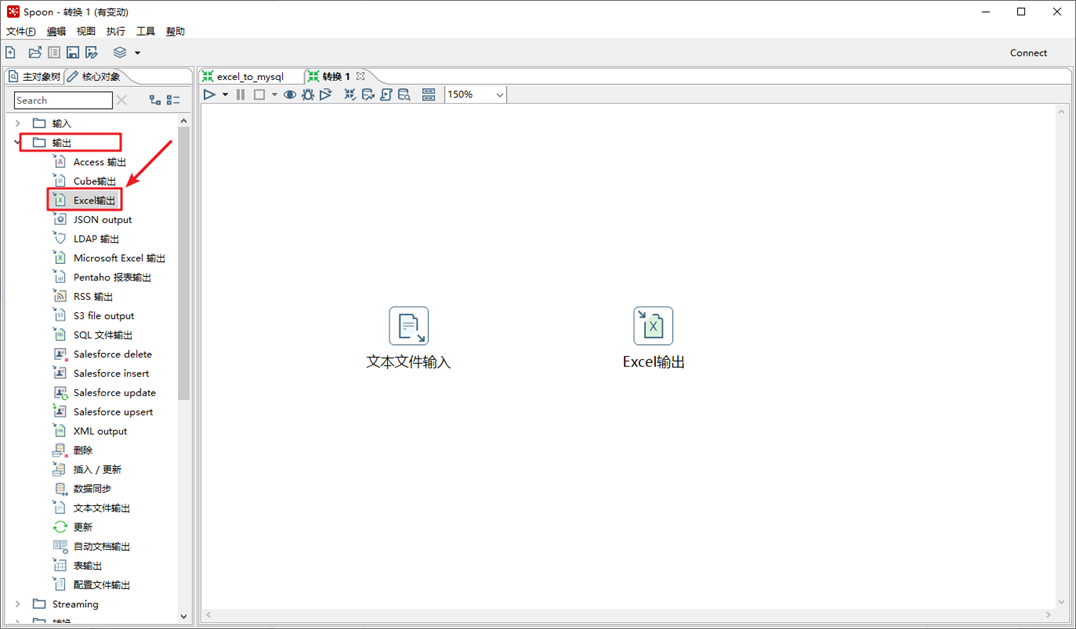 Spoon - 转换 1 (有变动)
文件(F) 编辑 视图 执行 工具 帮助
Connect
主对象树 核心对象 excel_to_mysql 转换 1
Search 150%
输入
输出
Access 输出
Cube输出
Excel输出
JSON output
LDAP 输出
Microsoft Excel 输出
Pentaho 报表输出
RSS 输出
S3 file output
SQL 文件输出
Salesforce delete
Salesforce insert
Salesforce update
Salesforce upsert
XML output
删除
插入 / 更新
数据同步
文本文件输出
更新
自动文档输出
表输出
配置文件输出
Streaming
转换
文本文件输入
Excel输出